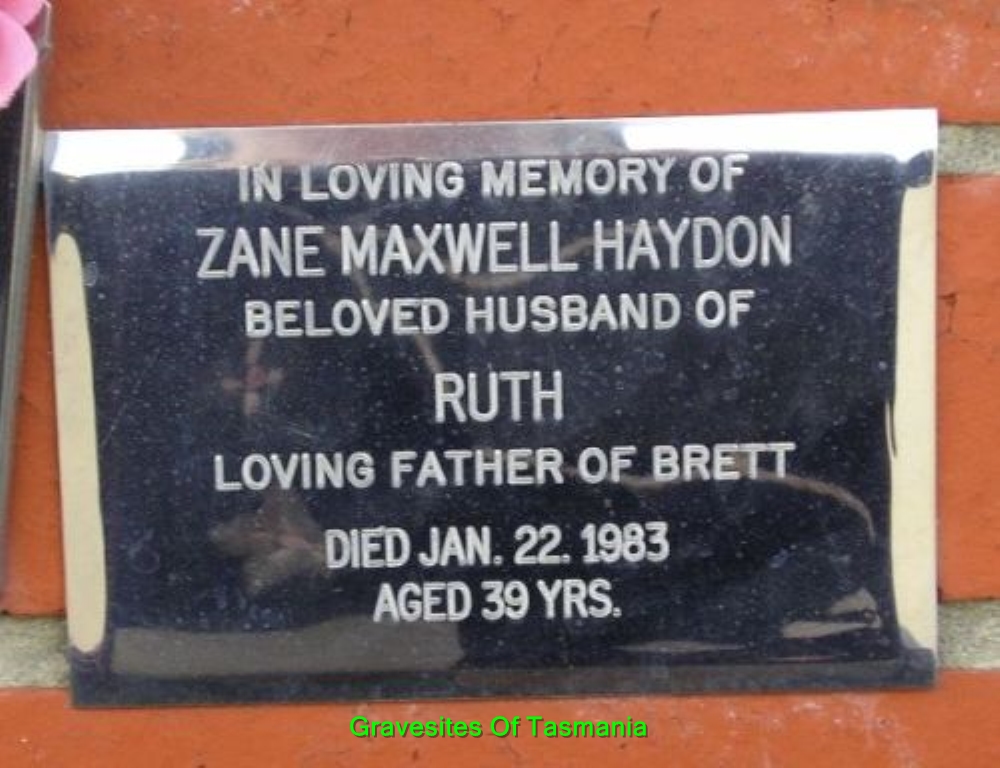 IN LOVING MEMORY OF
ZANE MAXWELL HAYDON
BELOVED HUSBAND OF
RUTH
LOVING FATHER OF BRETT
DIED JAN. 22. 1983
AGED 39 YRS.
Gravesites Of Tasmania